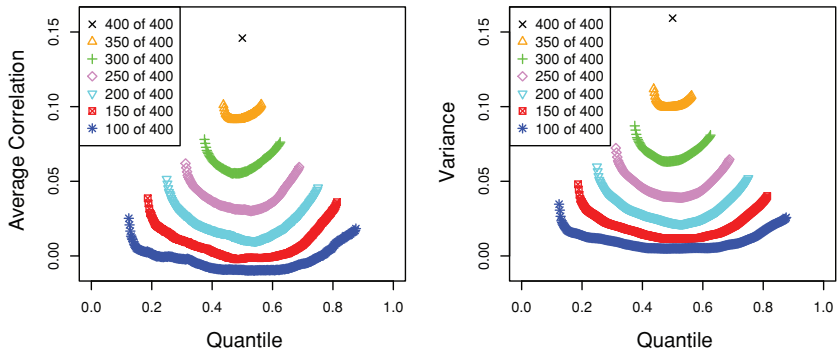 400 of 400
350 of 400
300 of 400
250 of 400
200 of 400
150 of 400
100 of 400
Average Correlation
0.15
0.10
0.05
0.00
0.0 0.2 0.4 0.6 0.8 1.0
Quantile
400 of 400
350 of 400
300 of 400
250 of 400
200 of 400
150 of 400
100 of 400
Variance
0.15
0.10
0.05
0.00
0.0 0.2 0.4 0.6 0.8 1.0
Quantile